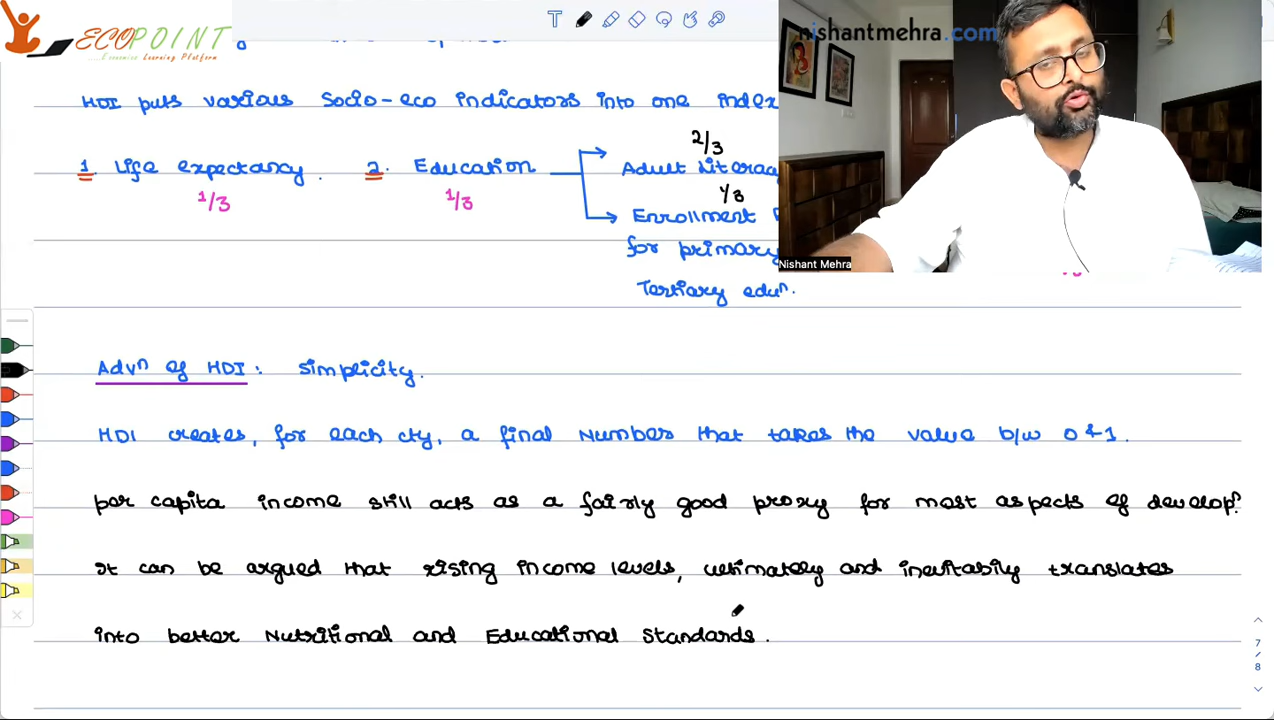 ECOPOINT
Economics Learning Platform
nishantmehra.com
HDI puts various Socio-eco indicators into one index
2/3
1. Life expectancy. 2. Education Adult Literacy
1/3 1/3 1/3
Enrollment
for primary
Nishant Mehra
Tertiary eduⁿ.
Advⁿ of HDI: Simplicity.
HDI creates, for each cty, a final Number that takes the value b/w 0 & 1.
per capita income still acts as a fairly good proxy for most aspects of developⁿ.
It can be argued that rising income levels, ultimately and inevitably translates
into better Nutritional and Educational Standards.
7
/
8